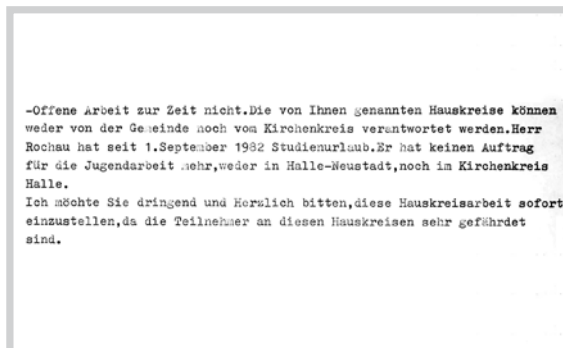 -Offene Arbeit zur Zeit nicht.Die von Ihnen genannten Hauskreise können
weder von der Gemeinde noch vom Kirchenkreis verantwortet werden.Herr
Rochau hat seit 1.September 1982 Studienurlaub.Er hat keinen Auftrag
für die Jugendarbeit mehr,weder in Halle-Neustadt,noch im Kirchenkreis
Halle.
Ich möchte Sie dringend und Herzlich bitten,diese Hauskreisarbeit sofort
einzustellen,da die Teilnehmer an diesen Hauskreisen sehr gefährdet
sind.